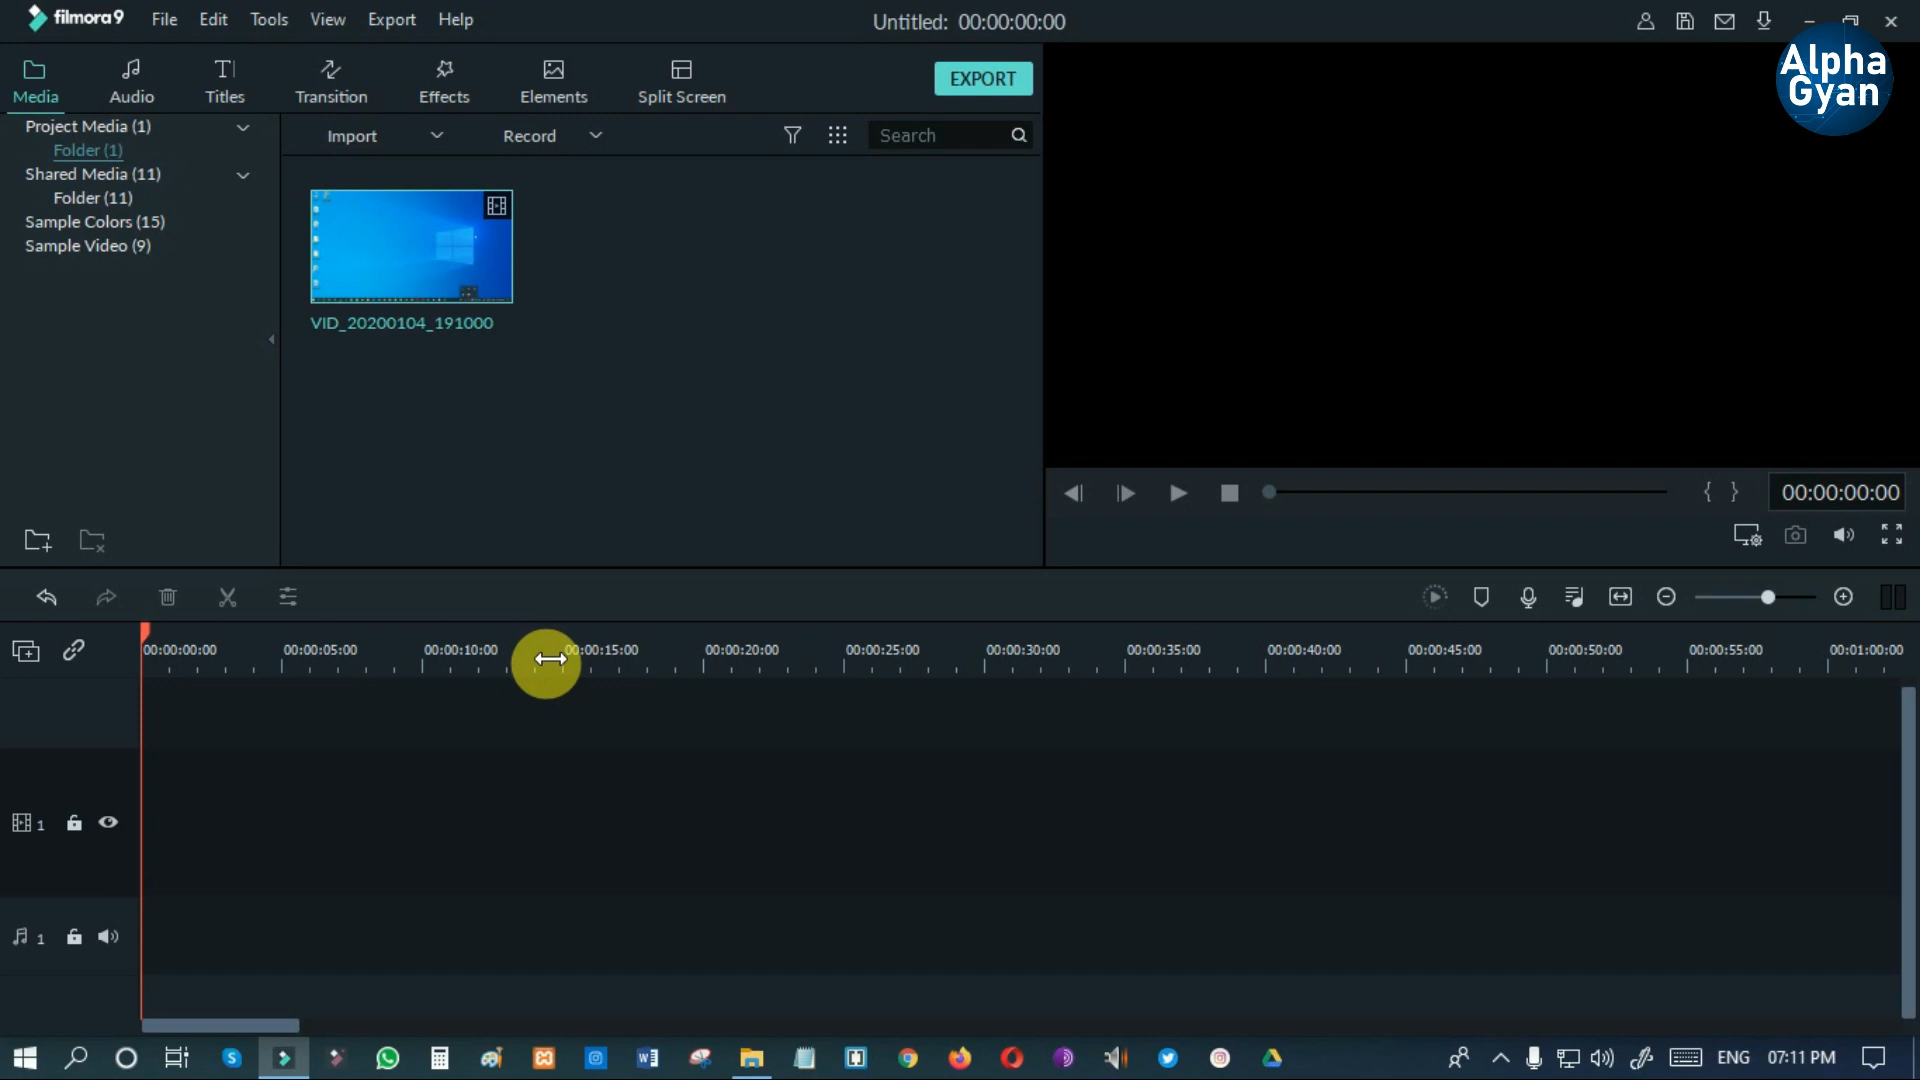 filmora9 File Edit Tools View Export Help Untitled: 00:00:00:00
Alpha
Gyan
Media Audio Titles Transition Effects Elements Split Screen EXPORT
Project Media (1)
Folder (1)
Shared Media (11)
Folder (11)
Sample Colors (15)
Sample Video (9)
Import Record Search
VID_20200104_191000
00:00:00:00
00:00:00:00 00:00:05:00 00:00:10:00 00:00:15:00 00:00:20:00 00:00:25:00 00:00:30:00 00:00:35:00 00:00:40:00 00:00:45:00 00:00:50:00 00:00:55:00 00:01:00:00
1
1
ENG 07:11 PM